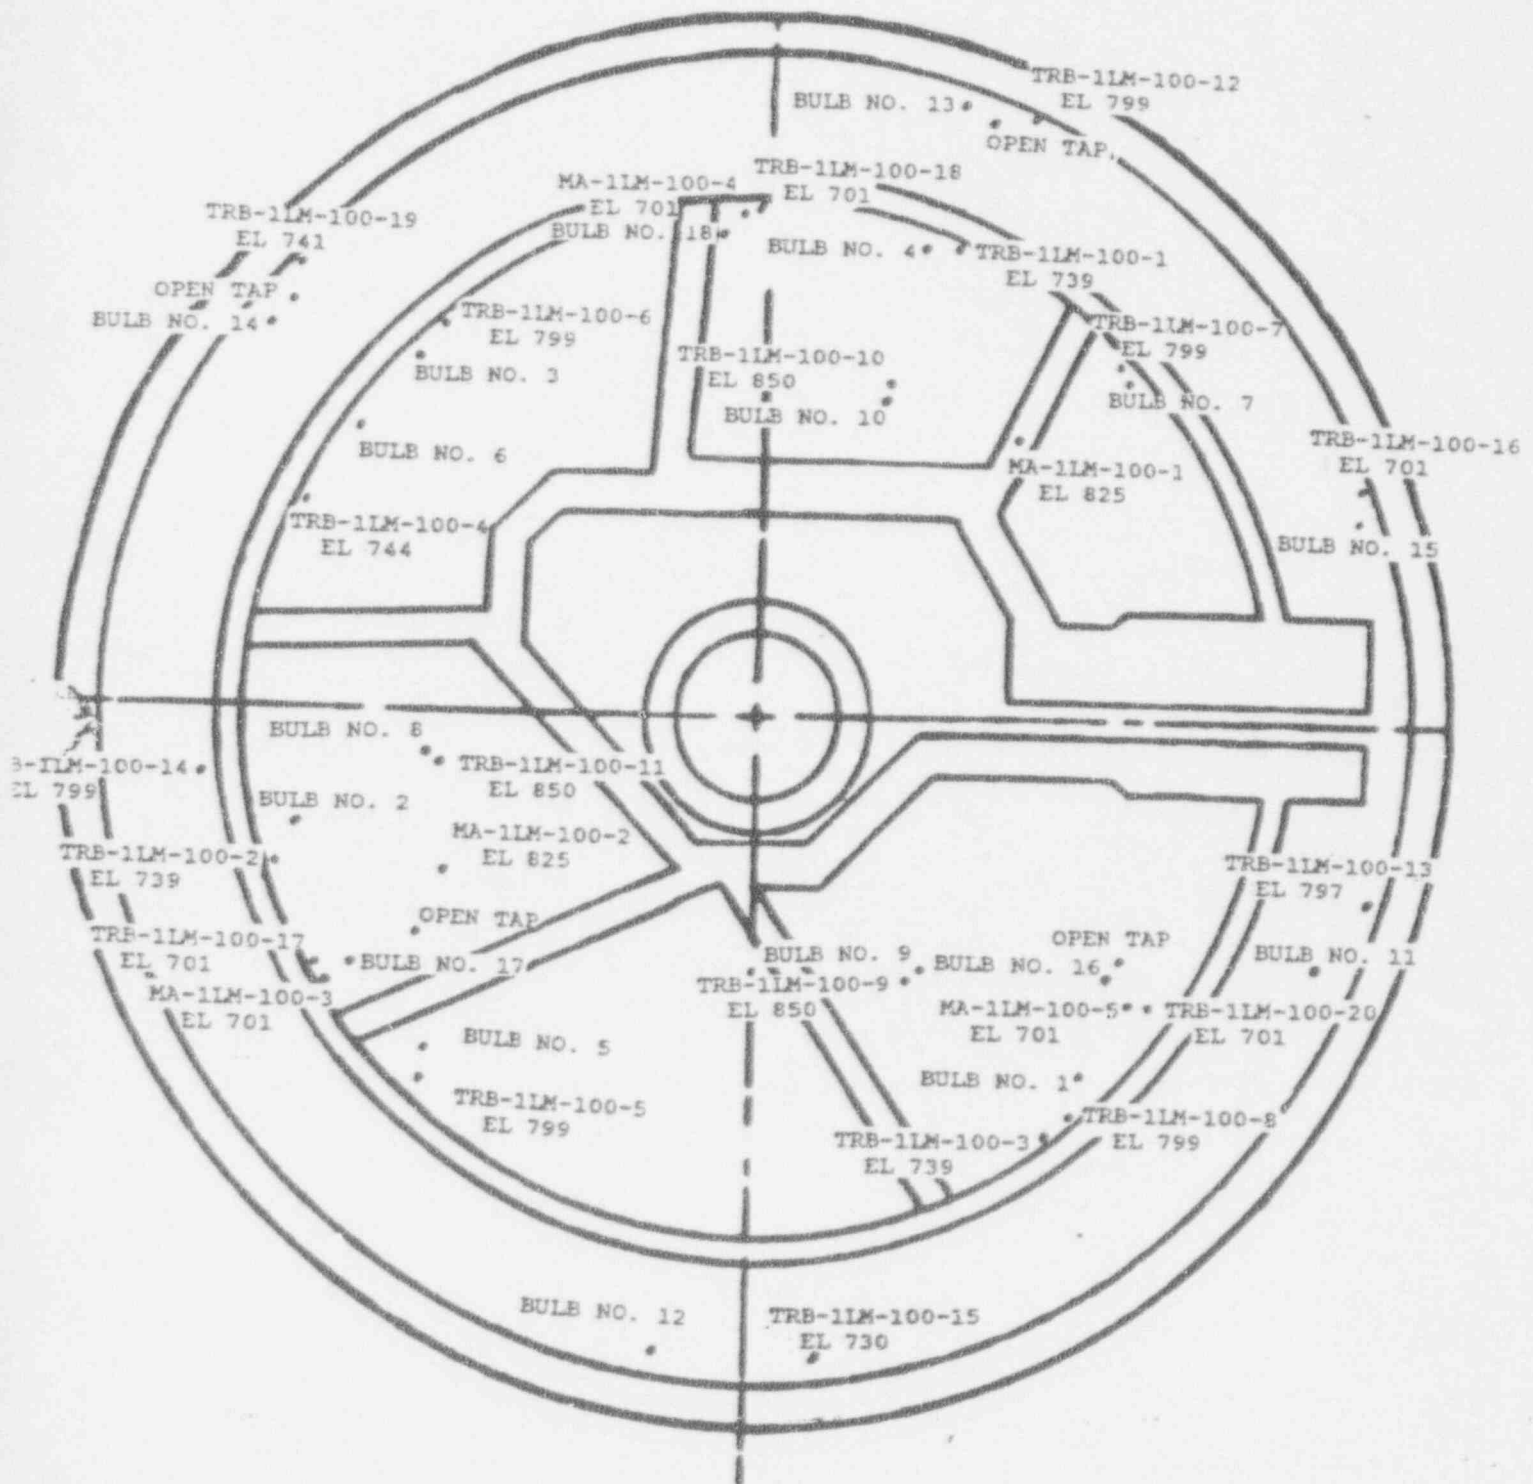 TRB-1LM-100-12
EL 799
BULB NO. 13
OPEN TAP
TRB-1LM-100-18
EL 701
MA-1LM-100-4
EL 701
BULB NO. 18
TRB-1LM-100-19
EL 741
OPEN TAP
BULB NO. 14
BULB NO. 4
TRB-1LM-100-1
EL 739
TRB-1LM-100-6
EL 799
BULB NO. 3
TRB-1LM-100-7
EL 799
BULB NO. 7
TRB-1LM-100-10
EL 850
BULB NO. 10
BULB NO. 6
TRB-1LM-100-16
EL 701
BULB NO. 15
MA-1LM-100-1
EL 825
TRB-1LM-100-4
EL 744
BULB NO. 8
TRB-1LM-100-11
EL 850
B-1LM-100-14
EL 799
BULB NO. 2
MA-1LM-100-2
EL 825
TRB-1LM-100-2
EL 739
TRB-1LM-100-13
EL 797
OPEN TAP
TRB-1LM-100-17
EL 701
BULB NO. 17
MA-1LM-100-3
EL 701
BULB NO. 9
TRB-1LM-100-9
EL 850
OPEN TAP
BULB NO. 16
BULB NO. 11
MA-1LM-100-5
EL 701
TRB-1LM-100-20
EL 701
BULB NO. 5
BULB NO. 1
TRB-1LM-100-5
EL 799
TRB-1LM-100-8
EL 799
TRB-1LM-100-3
EL 739
BULB NO. 12
TRB-1LM-100-15
EL 730